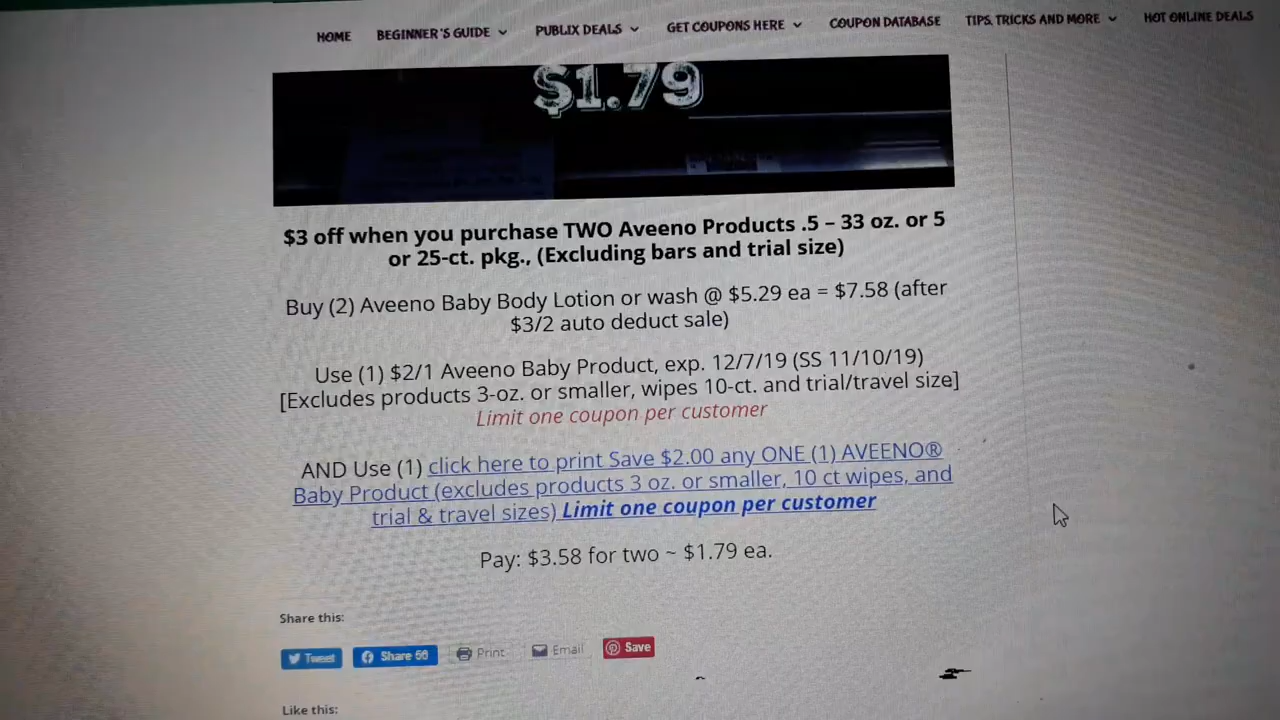 HOME BEGINNER'S GUIDE PUBLIX DEALS GET COUPONS HERE COUPON DATABASE TIPS, TRICKS AND MORE HOT ONLINE DEALS
$1.79
$3 off when you purchase TWO Aveeno Products .5 – 33 oz. or 5
or 25-ct. pkg., (Excluding bars and trial size)
Buy (2) Aveeno Baby Body Lotion or wash @ $5.29 ea = $7.58 (after
$3/2 auto deduct sale)
Use (1) $2/1 Aveeno Baby Product, exp. 12/7/19 (SS 11/10/19)
[Excludes products 3-oz. or smaller, wipes 10-ct. and trial/travel size]
Limit one coupon per customer
AND Use (1) click here to print Save $2.00 any ONE (1) AVEENO®
Baby Product (excludes products 3 oz. or smaller, 10 ct wipes, and
trial & travel sizes) Limit one coupon per customer
Pay: $3.58 for two ~ $1.79 ea.
Share this:
Tweet Share 56 Print Email Save
Like this: